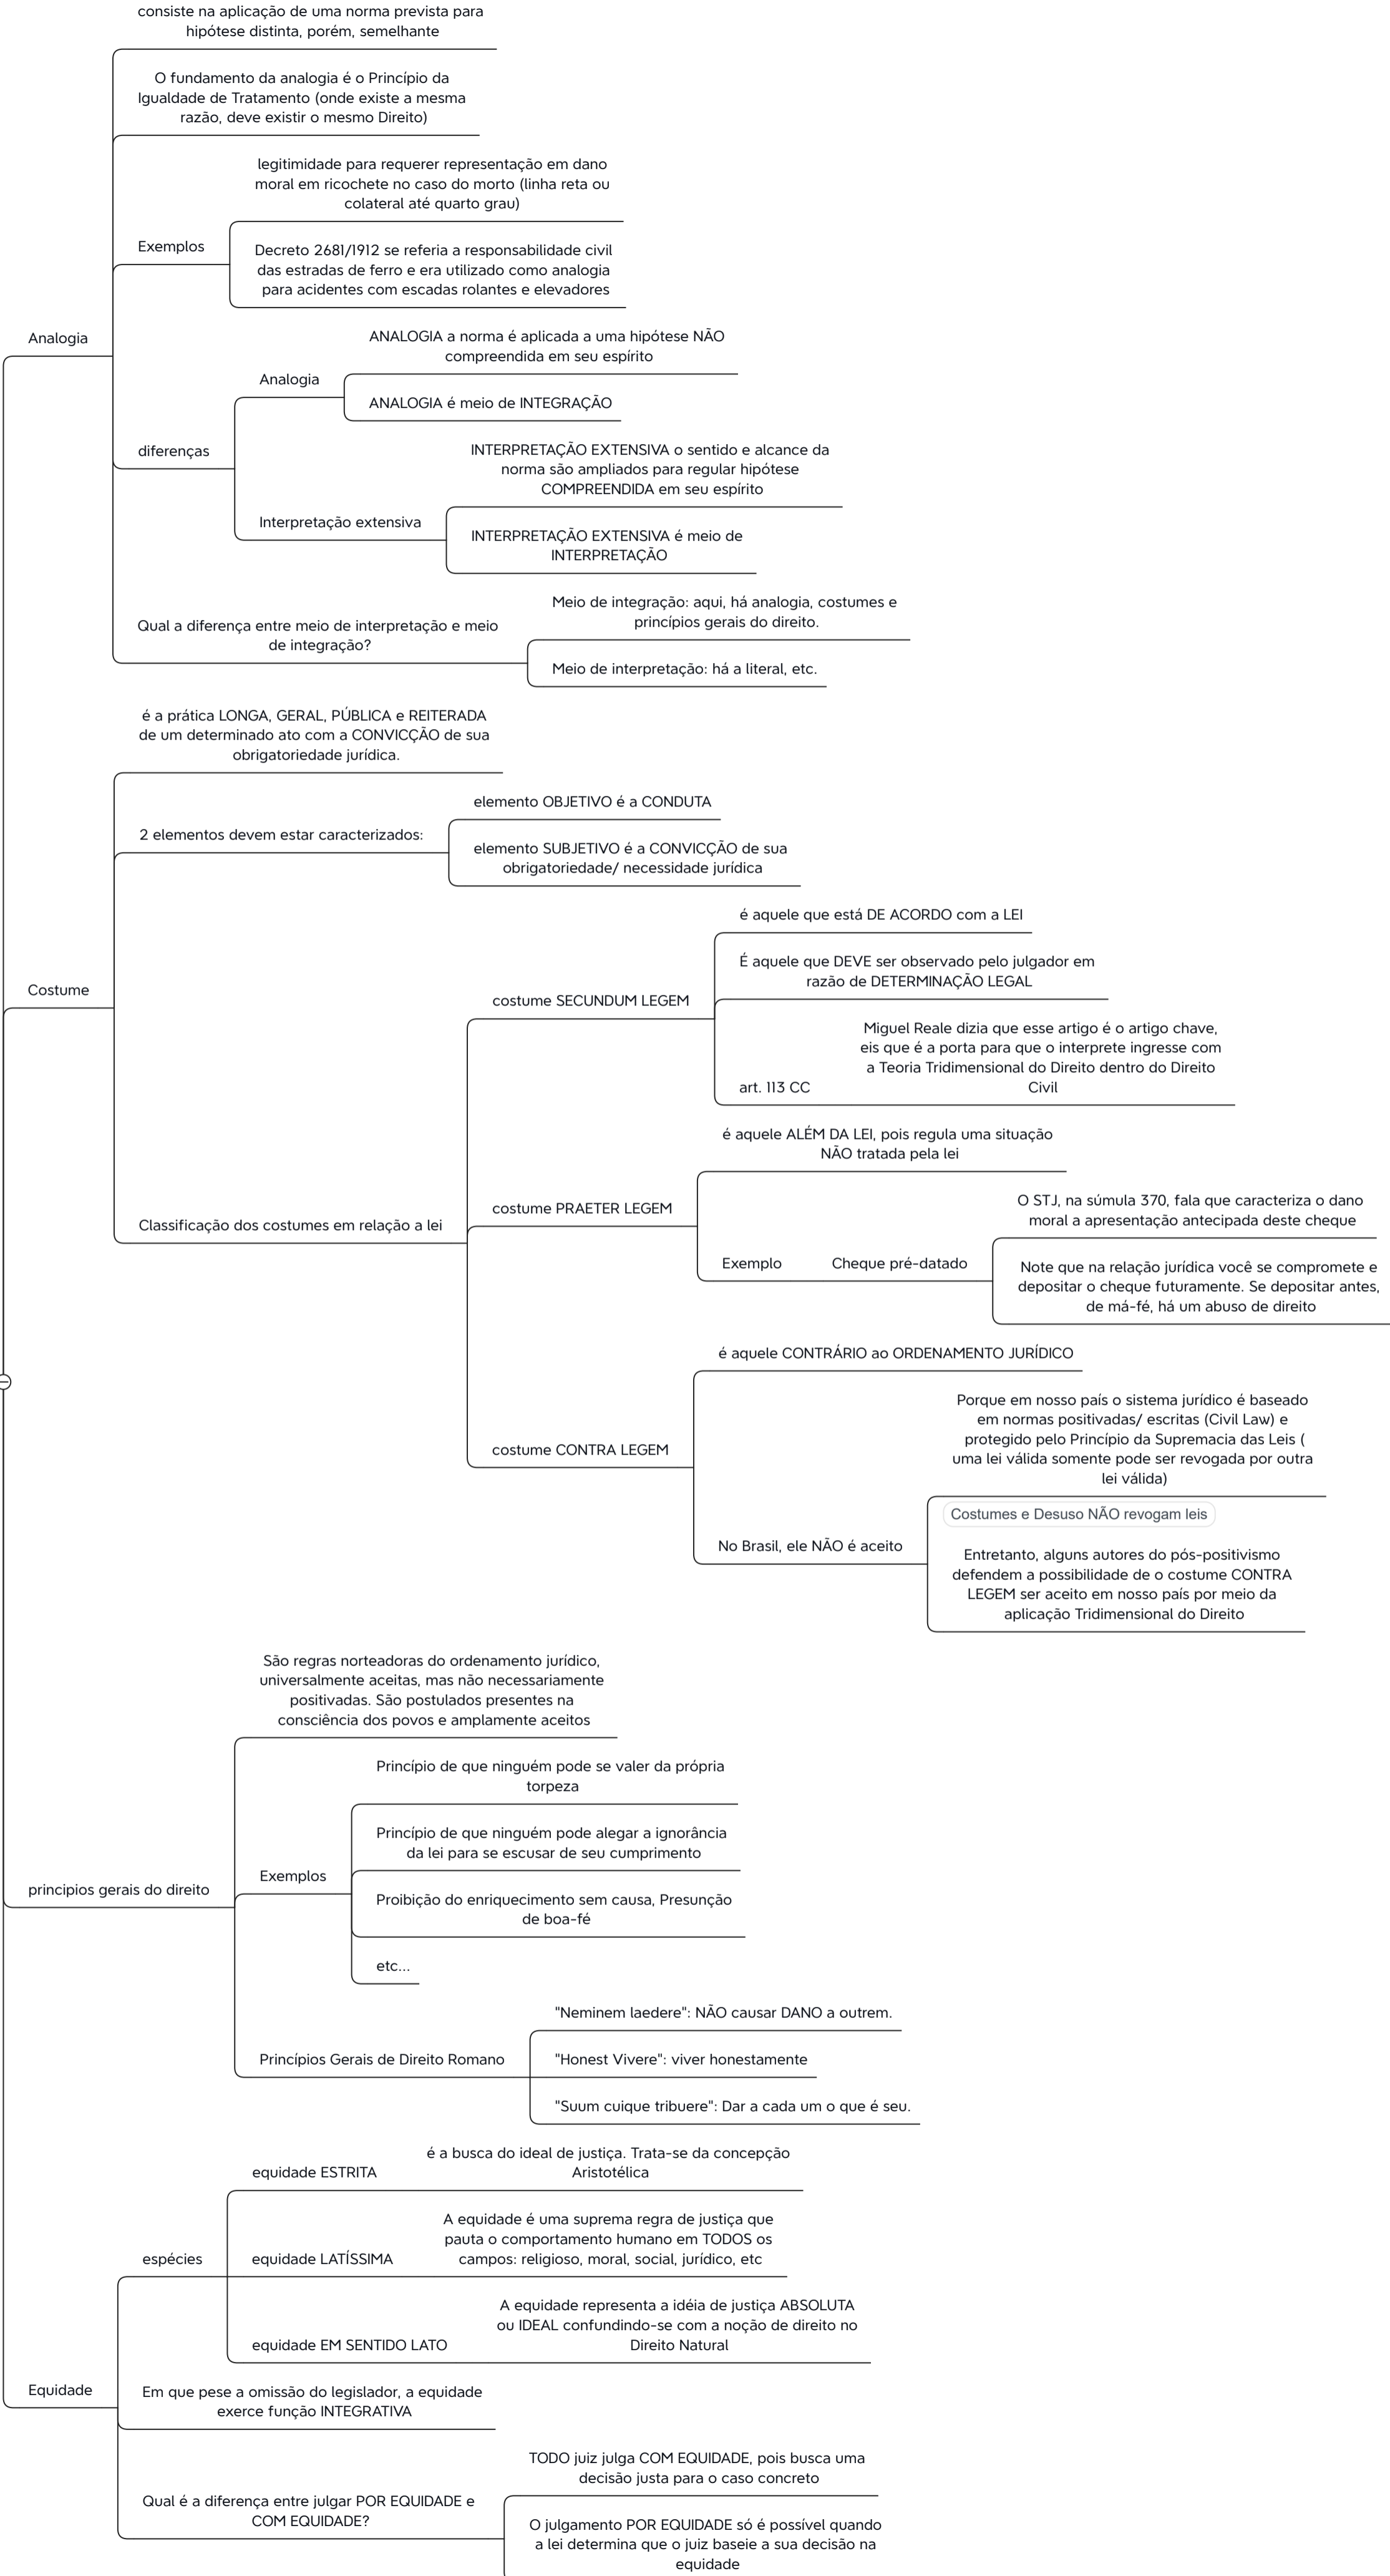 consiste na aplicação de uma norma prevista para
hipótese distinta, porém, semelhante
O fundamento da analogia é o Princípio da
Igualdade de Tratamento (onde existe a mesma
razão, deve existir o mesmo Direito)
legitimidade para requerer representação em dano
moral em ricochete no caso do morto (linha reta ou
colateral até quarto grau)
Exemplos
Decreto 2681/1912 se referia a responsabilidade civil
das estradas de ferro e era utilizado como analogia
para acidentes com escadas rolantes e elevadores
Analogia
ANALOGIA a norma é aplicada a uma hipótese NÃO
compreendida em seu espírito
Analogia
ANALOGIA é meio de INTEGRAÇÃO
diferenças
INTERPRETAÇÃO EXTENSIVA o sentido e alcance da
norma são ampliados para regular hipótese
COMPREENDIDA em seu espírito
Interpretação extensiva
INTERPRETAÇÃO EXTENSIVA é meio de
INTERPRETAÇÃO
Meio de integração: aqui, há analogia, costumes e
princípios gerais do direito.
Qual a diferença entre meio de interpretação e meio
de integração?
Meio de interpretação: há a literal, etc.
é a prática LONGA, GERAL, PÚBLICA e REITERADA
de um determinado ato com a CONVICÇÃO de sua
obrigatoriedade jurídica.
elemento OBJETIVO é a CONDUTA
2 elementos devem estar caracterizados:
elemento SUBJETIVO é a CONVICÇÃO de sua
obrigatoriedade/ necessidade jurídica
Costume
é aquele que está DE ACORDO com a LEI
É aquele que DEVE ser observado pelo julgador em
razão de DETERMINAÇÃO LEGAL
costume SECUNDUM LEGEM
Miguel Reale dizia que esse artigo é o artigo chave,
eis que é a porta para que o interprete ingresse com
a Teoria Tridimensional do Direito dentro do Direito
Civil
art. 113 CC
é aquele ALÉM DA LEI, pois regula uma situação
NÃO tratada pela lei
costume PRAETER LEGEM
O STJ, na súmula 370, fala que caracteriza o dano
moral a apresentação antecipada deste cheque
Exemplo
Cheque pré-datado
Note que na relação jurídica você se compromete e
depositar o cheque futuramente. Se depositar antes,
de má-fé, há um abuso de direito
Classificação dos costumes em relação a lei
é aquele CONTRÁRIO ao ORDENAMENTO JURÍDICO
costume CONTRA LEGEM
Porque em nosso país o sistema jurídico é baseado
em normas positivadas/ escritas (Civil Law) e
protegido pelo Princípio da Supremacia das Leis (
uma lei válida somente pode ser revogada por outra
lei válida)
Costumes e Desuso NÃO revogam leis
No Brasil, ele NÃO é aceito
Entretanto, alguns autores do pós-positivismo
defendem a possibilidade de o costume CONTRA
LEGEM ser aceito em nosso país por meio da
aplicação Tridimensional do Direito
São regras norteadoras do ordenamento jurídico,
universalmente aceitas, mas não necessariamente
positivadas. São postulados presentes na
consciência dos povos e amplamente aceitos
Princípio de que ninguém pode se valer da própria
torpeza
Princípio de que ninguém pode alegar a ignorância
da lei para se escusar de seu cumprimento
Exemplos
Proibição do enriquecimento sem causa, Presunção
de boa-fé
etc...
principios gerais do direito
"Neminem laedere": NÃO causar DANO a outrem.
Princípios Gerais de Direito Romano
"Honest Vivere": viver honestamente
"Suum cuique tribuere": Dar a cada um o que é seu.
é a busca do ideal de justiça. Trata-se da concepção
Aristotélica
equidade ESTRITA
A equidade é uma suprema regra de justiça que
pauta o comportamento humano em TODOS os
campos: religioso, moral, social, jurídico, etc
espécies
equidade LATÍSSIMA
A equidade representa a idéia de justiça ABSOLUTA
ou IDEAL confundindo-se com a noção de direito no
Direito Natural
equidade EM SENTIDO LATO
Equidade
Em que pese a omissão do legislador, a equidade
exerce função INTEGRATIVA
TODO juiz julga COM EQUIDADE, pois busca uma
decisão justa para o caso concreto
Qual é a diferença entre julgar POR EQUIDADE e
COM EQUIDADE?
O julgamento POR EQUIDADE só é possível quando
a lei determina que o juiz baseie a sua decisão na
equidade